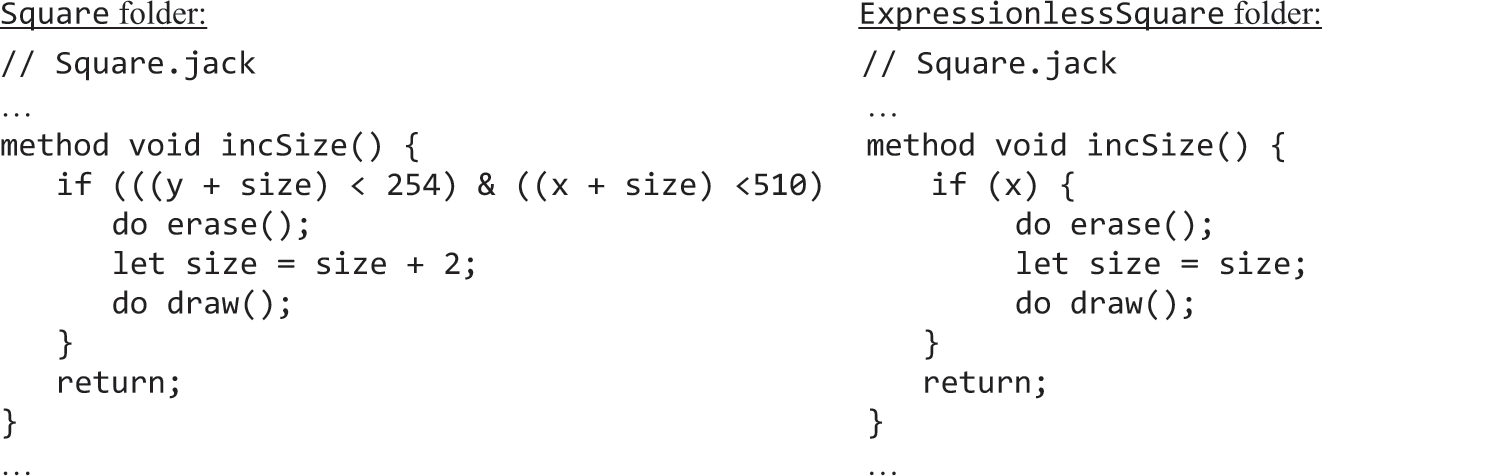 Square folder:
// Square.jack
...
method void incSize() {
   if (((y + size) < 254) & ((x + size) <510)
      do erase();
      let size = size + 2;
      do draw();
   }
   return;
}
...
ExpressionlessSquare folder:
// Square.jack
...
method void incSize() {
   if (x) {
      do erase();
      let size = size;
      do draw();
   }
   return;
}
...